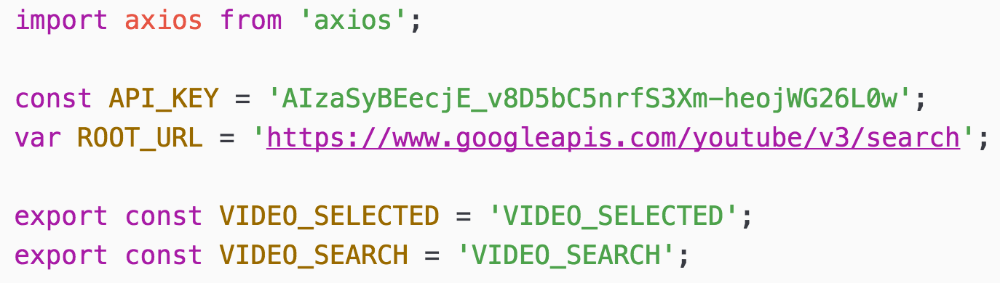 import axios from 'axios';
const API_KEY = 'AIzaSyBEecjE_v8D5bC5nrfS3Xm-heojWG26L0w';
var ROOT_URL = 'https://www.googleapis.com/youtube/v3/search';
export const VIDEO_SELECTED = 'VIDEO_SELECTED';
export const VIDEO_SEARCH = 'VIDEO_SEARCH';